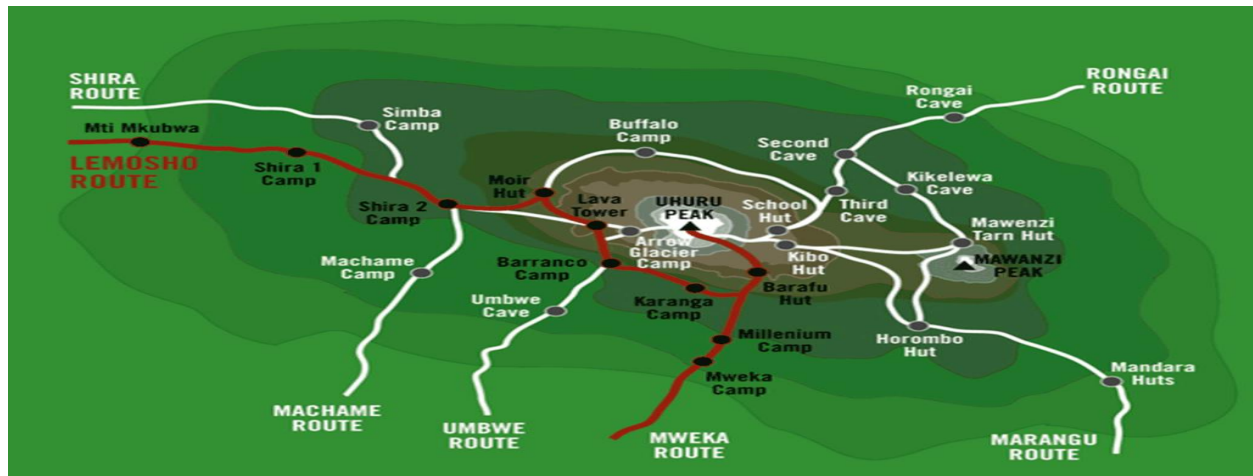 SHIRA
ROUTE
Mti Mkubwa
LEMOSHO
ROUTE
Shira 1
Camp
Simba
Camp
Shira 2
Camp
Machame
Camp
MACHAME
ROUTE
Moir
Hut
Buffalo
Camp
Lava
Tower
UHURU
PEAK
Arrow
Glacier
Camp
Barranco
Camp
Umbwe
Cave
UMBWE
ROUTE
Karanga
Camp
Barafu
Hut
Millenium
Camp
Mweka
Camp
MWEKA
ROUTE
School
Hut
Kibo
Hut
Second
Cave
Third
Cave
Rongai
Cave
RONGAI
ROUTE
Kikelewa
Cave
Mawenzi
Tarn Hut
MAWANZI
PEAK
Horombo
Hut
Mandara
Huts
MARANGU
ROUTE